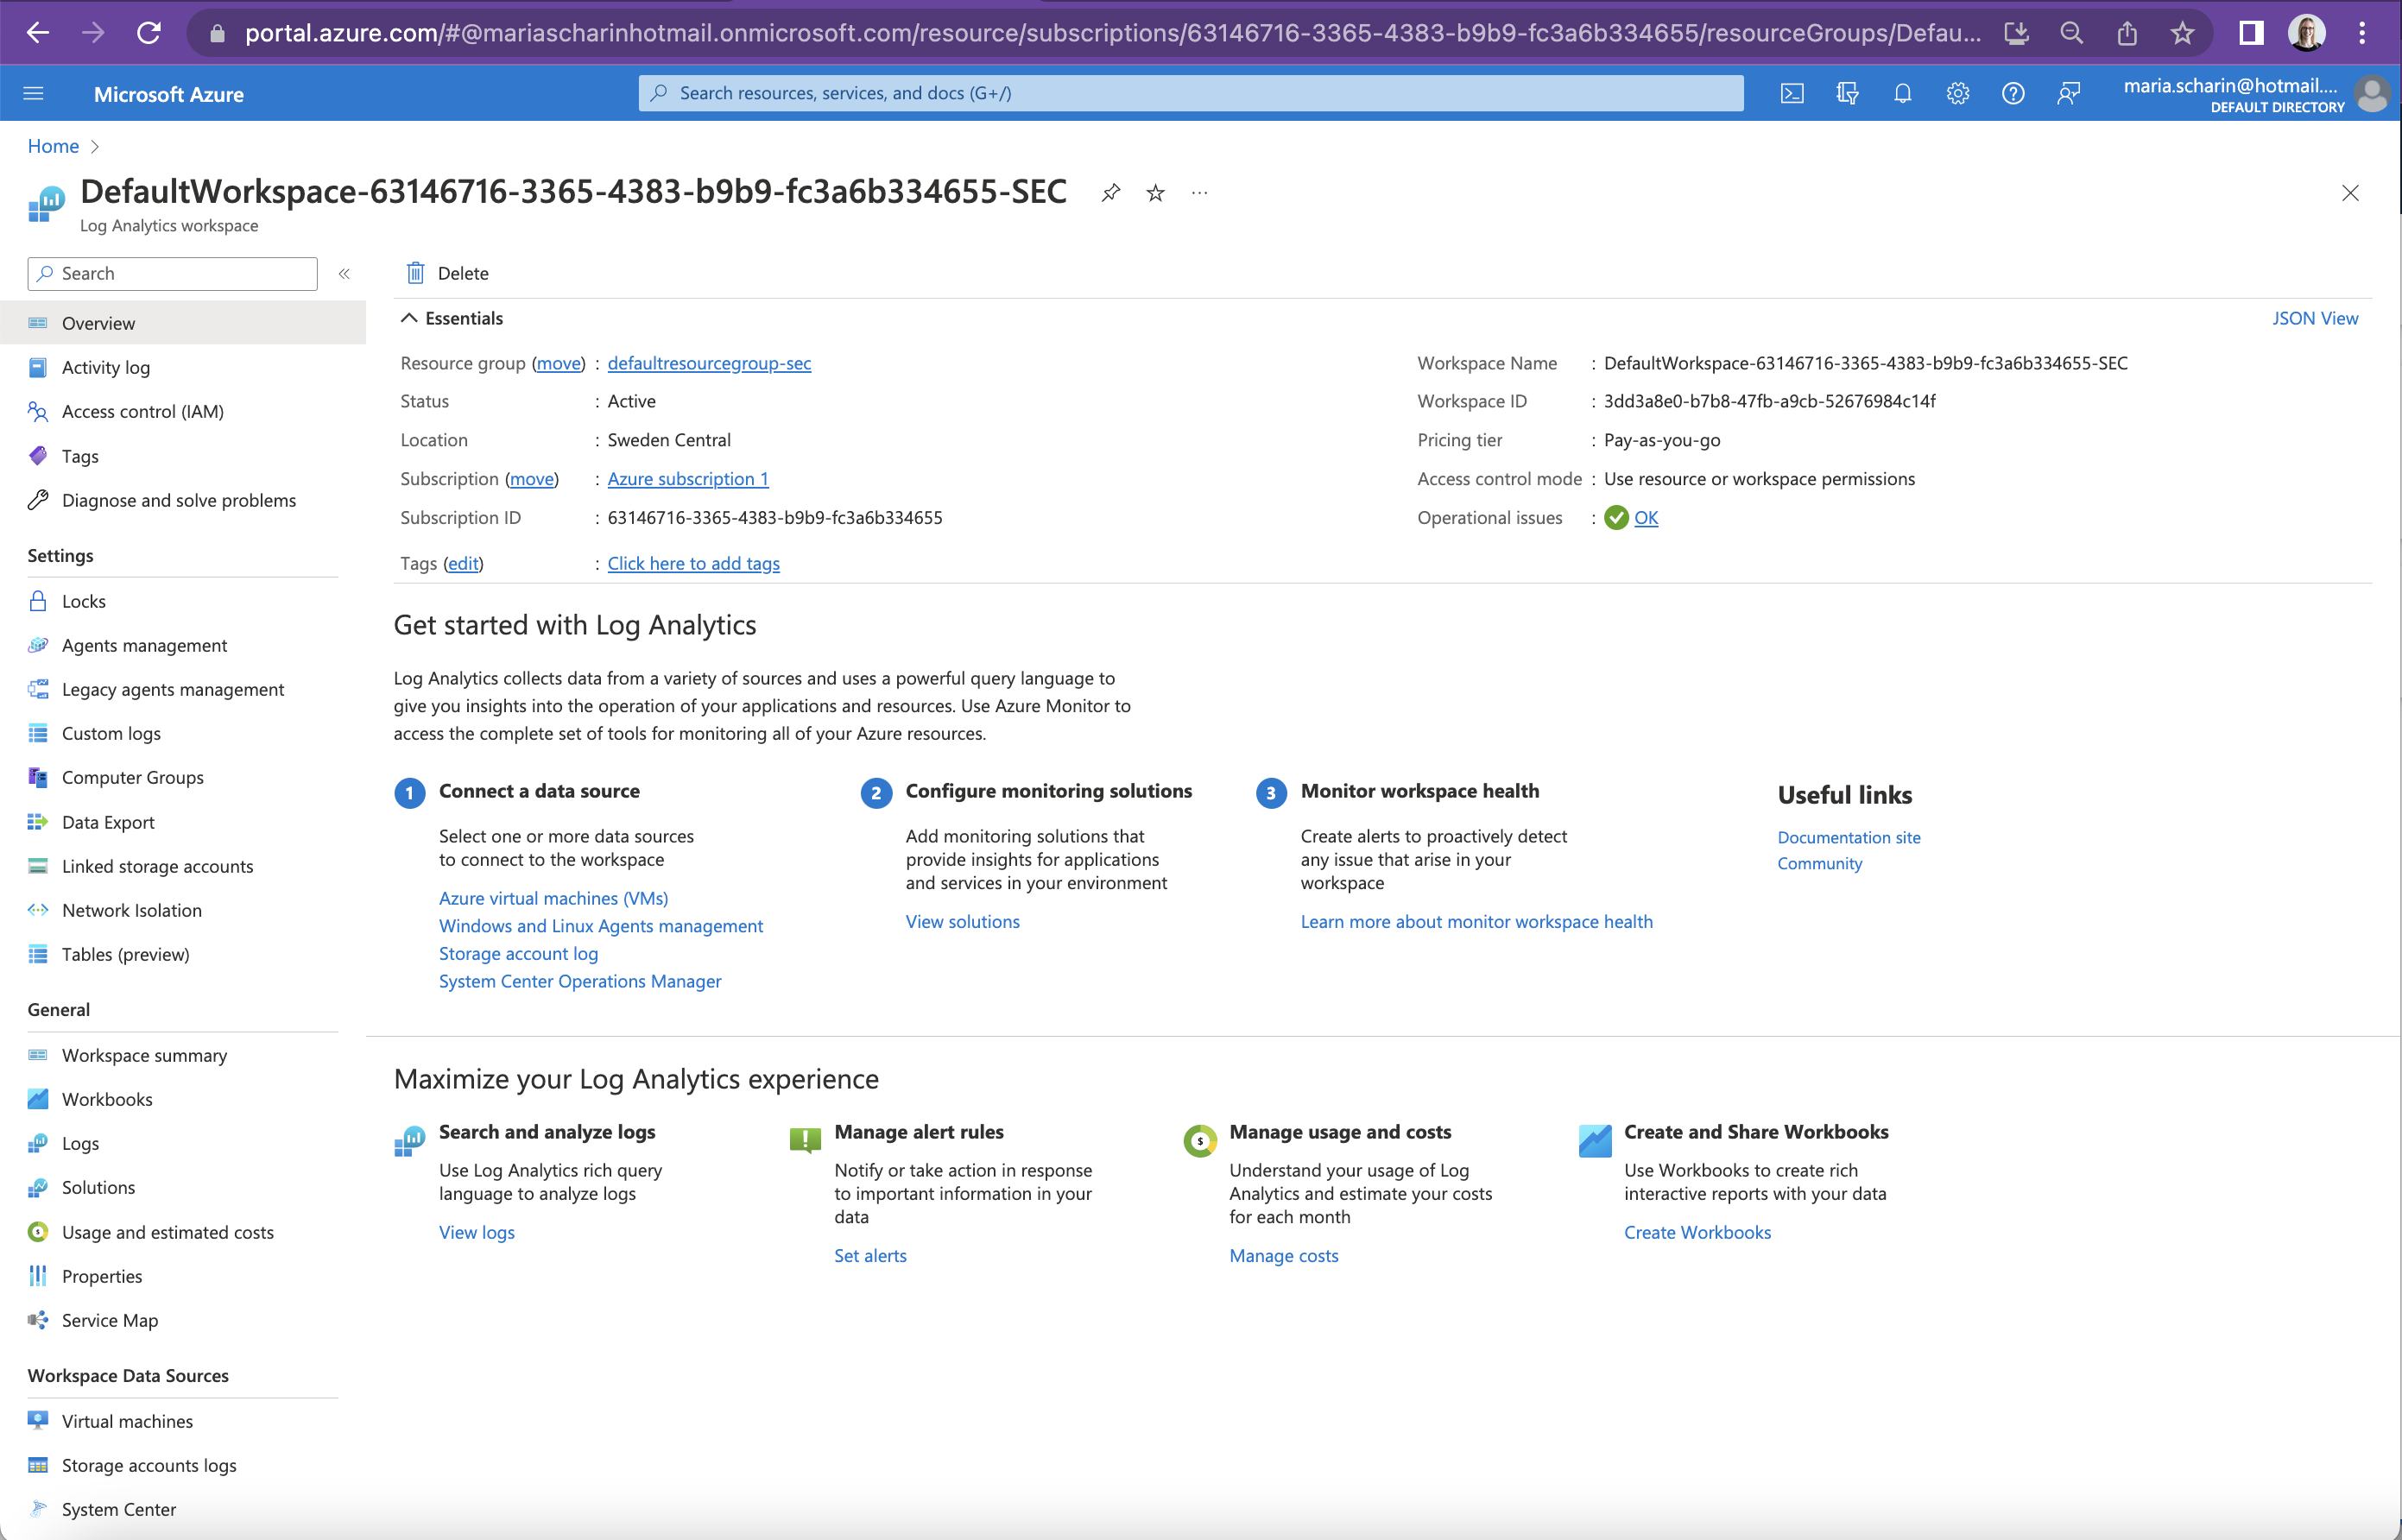 portal.azure.com/#@mariascharinhotmail.onmicrosoft.com/resource/subscriptions/63146716-3365-4383-b9b9-fc3a6b334655/resourceGroups/Defau...
Microsoft Azure
Search resources, services, and docs (G+/)
maria.scharin@hotmail....
DEFAULT DIRECTORY
Home
DefaultWorkspace-63146716-3365-4383-b9b9-fc3a6b334655-SEC
Log Analytics workspace
Search
Overview
Activity log
Access control (IAM)
Tags
Diagnose and solve problems
Settings
Locks
Agents management
Legacy agents management
Custom logs
Computer Groups
Data Export
Linked storage accounts
Network Isolation
Tables (preview)
General
Workspace summary
Workbooks
Logs
Solutions
Usage and estimated costs
Properties
Service Map
Workspace Data Sources
Virtual machines
Storage accounts logs
System Center
Delete
Essentials
JSON View
Resource group (move) : defaultresourcegroup-sec
Status : Active
Location : Sweden Central
Subscription (move) : Azure subscription 1
Subscription ID : 63146716-3365-4383-b9b9-fc3a6b334655
Tags (edit) : Click here to add tags
Workspace Name : DefaultWorkspace-63146716-3365-4383-b9b9-fc3a6b334655-SEC
Workspace ID : 3dd3a8e0-b7b8-47fb-a9cb-52676984c14f
Pricing tier : Pay-as-you-go
Access control mode : Use resource or workspace permissions
Operational issues : OK
Get started with Log Analytics
Log Analytics collects data from a variety of sources and uses a powerful query language to
give you insights into the operation of your applications and resources. Use Azure Monitor to
access the complete set of tools for monitoring all of your Azure resources.
1 Connect a data source
Select one or more data sources
to connect to the workspace
Azure virtual machines (VMs)
Windows and Linux Agents management
Storage account log
System Center Operations Manager
2 Configure monitoring solutions
Add monitoring solutions that
provide insights for applications
and services in your environment
View solutions
3 Monitor workspace health
Create alerts to proactively detect
any issue that arise in your
workspace
Learn more about monitor workspace health
Useful links
Documentation site
Community
Maximize your Log Analytics experience
Search and analyze logs
Use Log Analytics rich query
language to analyze logs
View logs
Manage alert rules
Notify or take action in response
to important information in your
data
Set alerts
Manage usage and costs
Understand your usage of Log
Analytics and estimate your costs
for each month
Manage costs
Create and Share Workbooks
Use Workbooks to create rich
interactive reports with your data
Create Workbooks